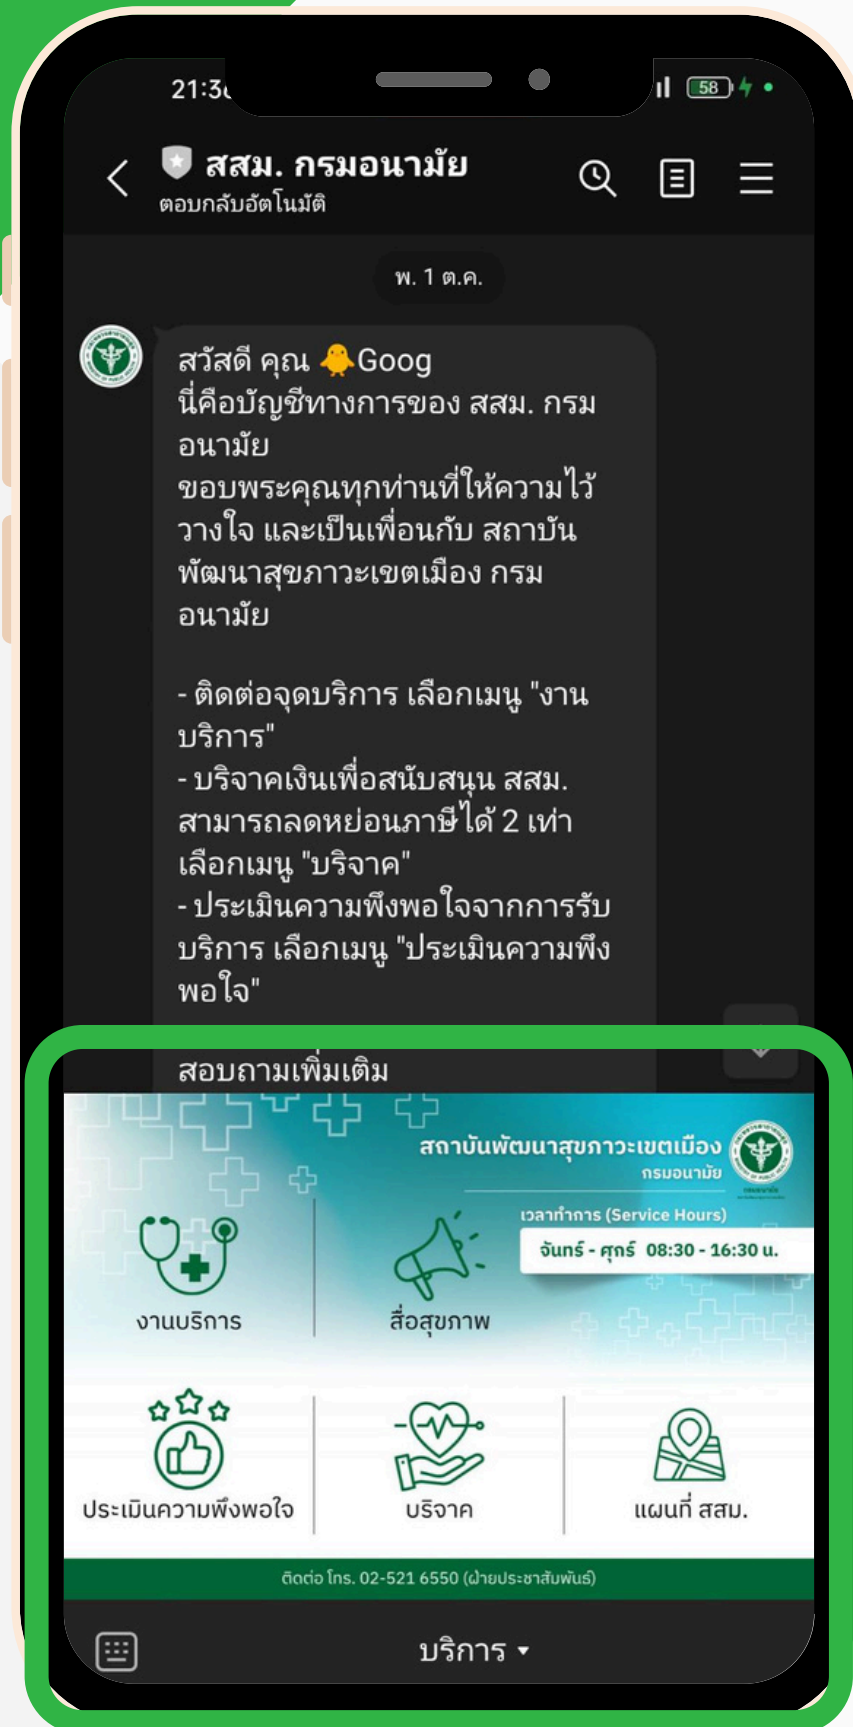 21:3
58
สสม. กรมอนามัย
ตอบกลับอัตโนมัติ
พ. 1 ต.ค.
สวัสดี คุณ 🐥Goog
นี่คือบัญชีทางการของ สสม. กรม
อนามัย
ขอบพระคุณทุกท่านที่ให้ความไว้
วางใจ และเป็นเพื่อนกับ สถาบัน
พัฒนาสุขภาวะเขตเมือง กรม
อนามัย
- ติดต่อจุดบริการ เลือกเมนู "งาน
บริการ"
- บริจาคเงินเพื่อสนับสนุน สสม.
สามารถลดหย่อนภาษีได้ 2 เท่า
เลือกเมนู "บริจาค"
- ประเมินความพึงพอใจจากการรับ
บริการ เลือกเมนู "ประเมินความพึง
พอใจ"
สอบถามเพิ่มเติม
สถาบันพัฒนาสุขภาวะเขตเมือง
กรมอนามัย
เวลาทำการ (Service Hours)
จันทร์ - ศุกร์ 08:30 - 16:30 น.
งานบริการ
สื่อสุขภาพ
ประเมินความพึงพอใจ
บริจาค
แผนที่ สสม.
ติดต่อ โทร. 02-521 6550 (ฝ่ายประชาสัมพันธ์)
บริการ